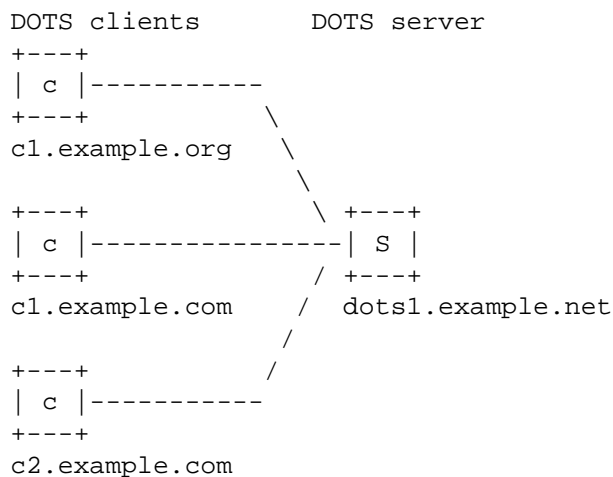 DOTS clients       DOTS server
+---+
| c |-----------
+---+           \
c1.example.org   \
                  \
+---+              \ +---+
| c |----------------| S |
+---+              / +---+
c1.example.com    /  dots1.example.net
                 /
+---+           /
| c |-----------
+---+
c2.example.com